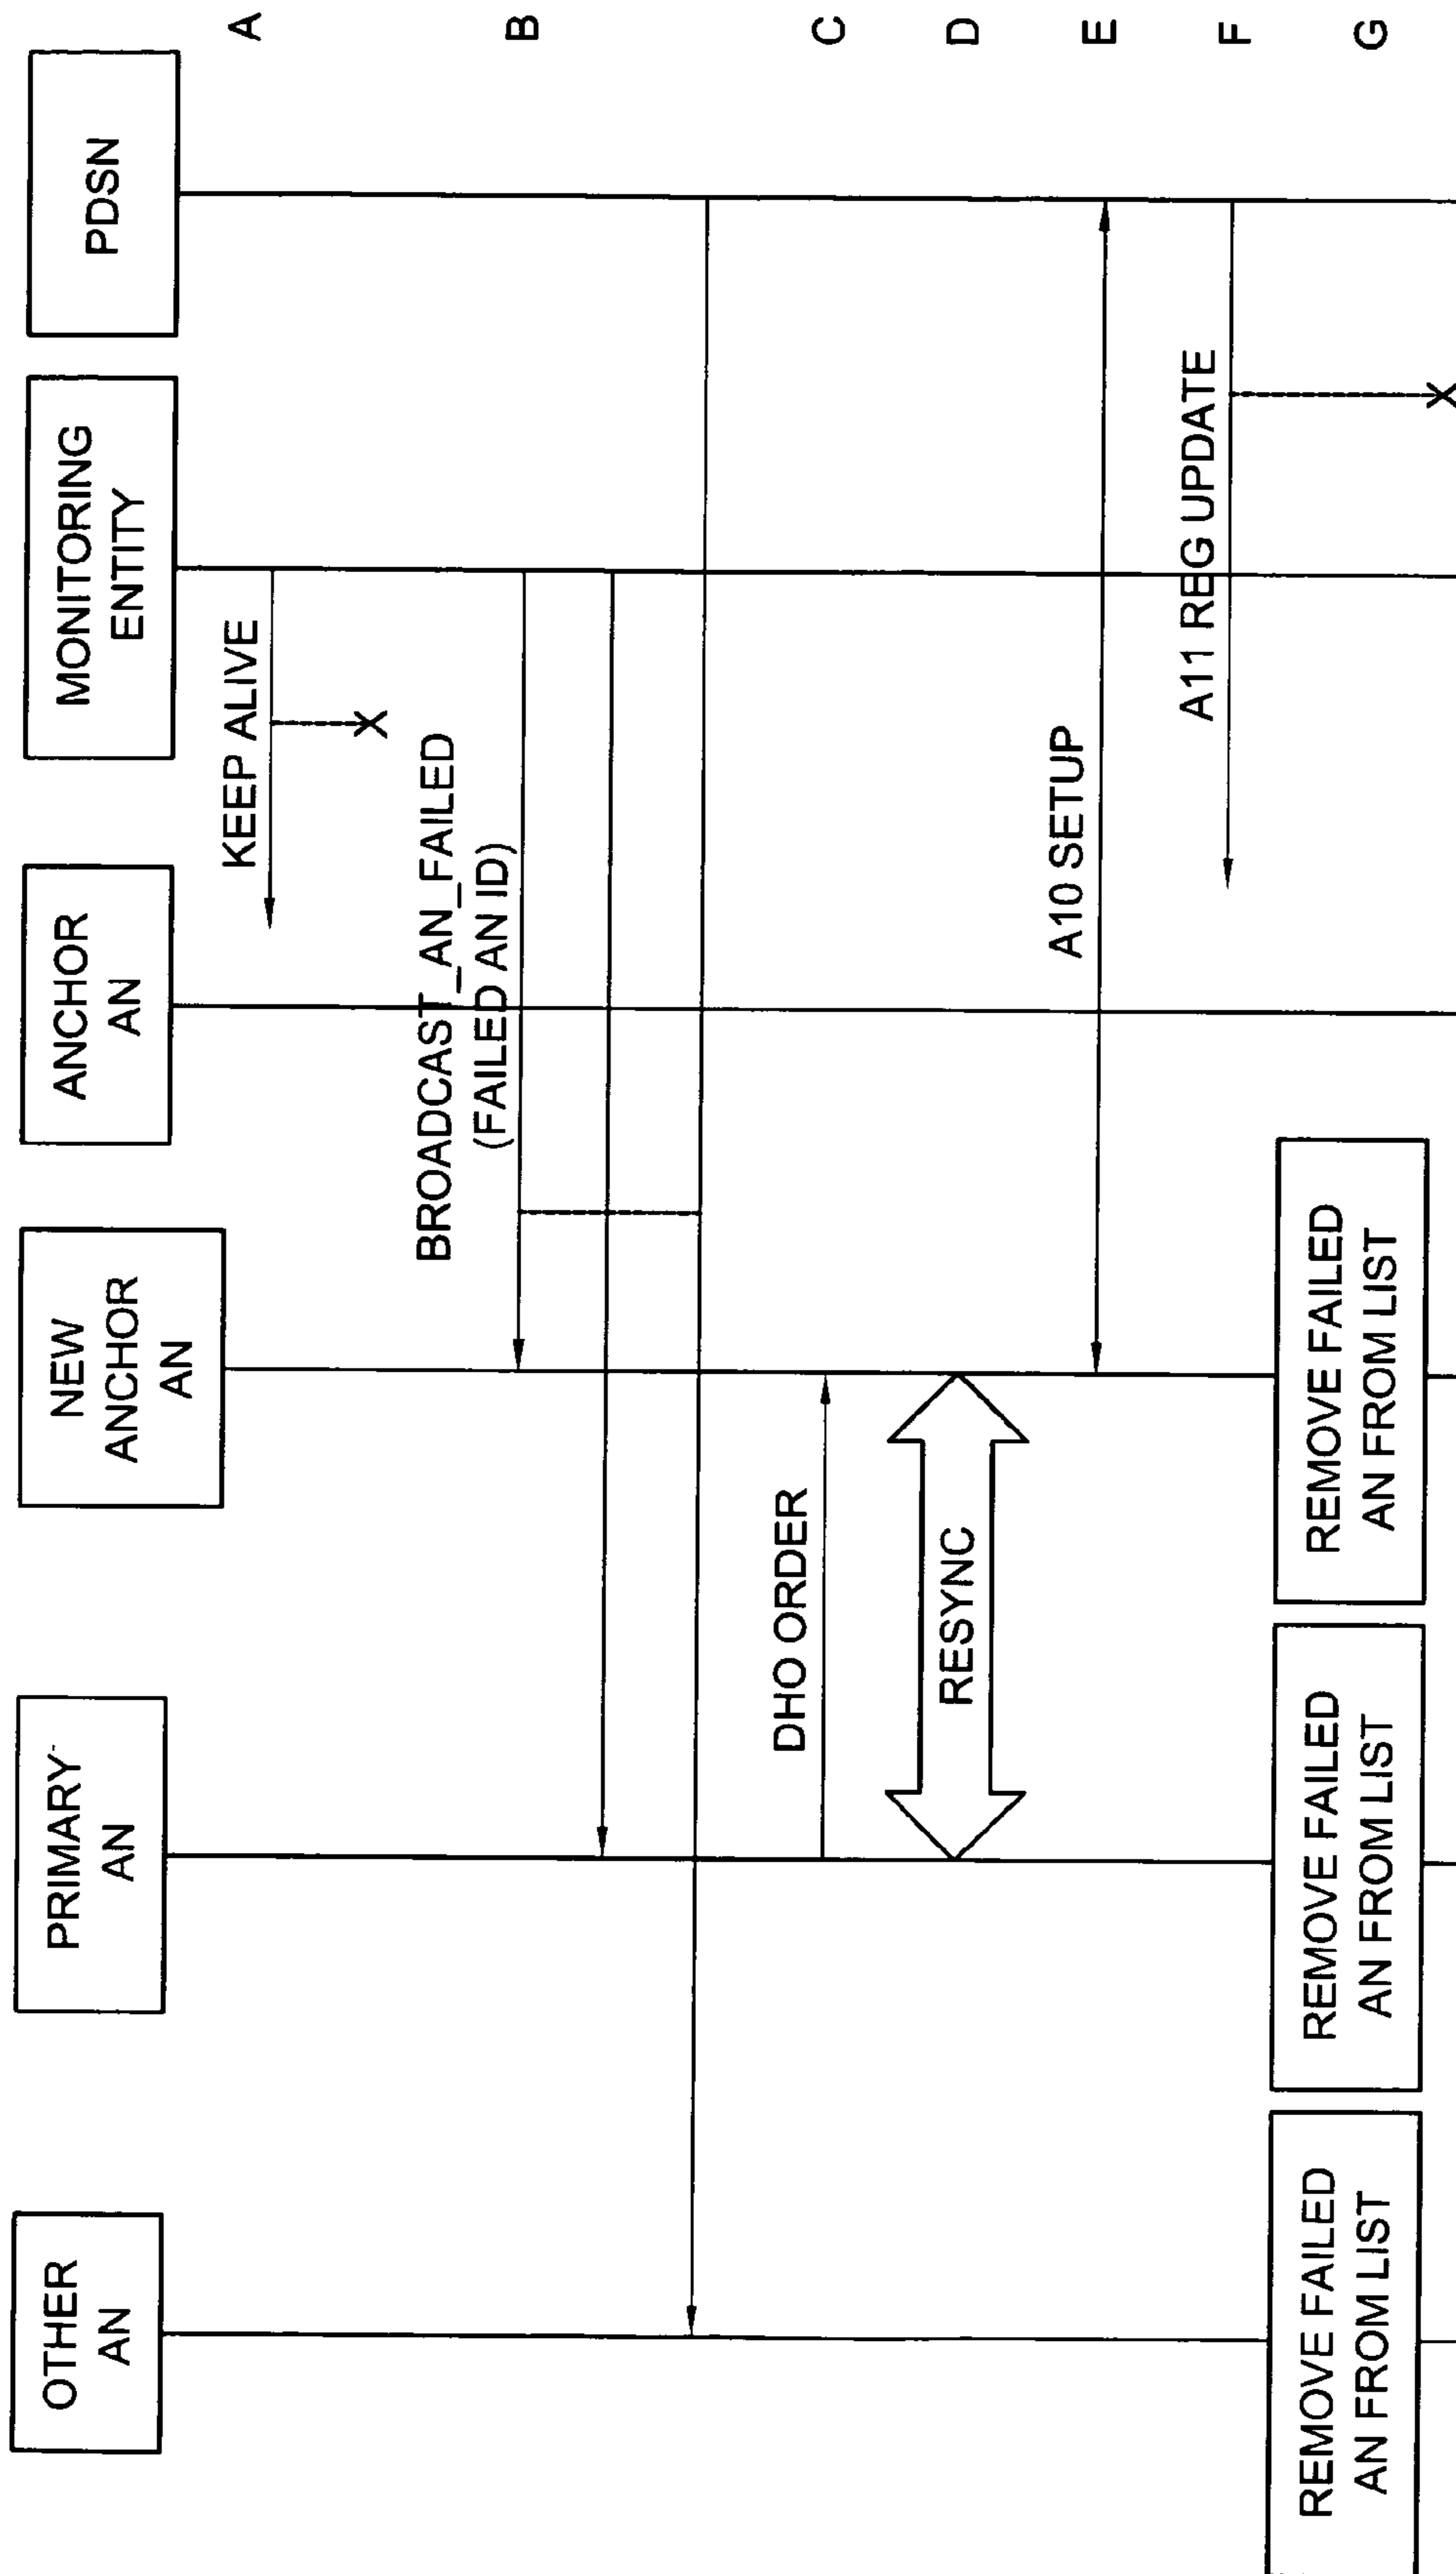 OTHER
AN
PRIMARY
AN
NEW
ANCHOR
AN
ANCHOR
AN
MONITORING
ENTITY
PDSN
KEEP ALIVE
A
BROADCAST_AN_FAILED
(FAILED AN ID)
B
DHO ORDER
C
RESYNC
D
A10 SETUP
E
A11 REG UPDATE
F
REMOVE FAILED
AN FROM LIST
REMOVE FAILED
AN FROM LIST
REMOVE FAILED
AN FROM LIST
G